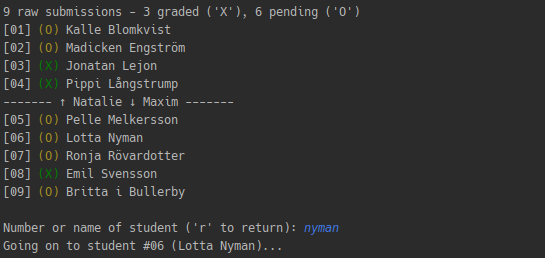 9 raw submissions - 3 graded ('X'), 6 pending ('O')
[01] (O) Kalle Blomkvist
[02] (O) Madicken Engström
[03] (X) Jonatan Lejon
[04] (X) Pippi Långstrump
------- ↑ Natalie ↓ Maxim -------
[05] (O) Pelle Melkersson
[06] (O) Lotta Nyman
[07] (O) Ronja Rövardotter
[08] (X) Emil Svensson
[09] (O) Britta i Bullerby
Number or name of student ('r' to return): nyman
Going on to student #06 (Lotta Nyman)...